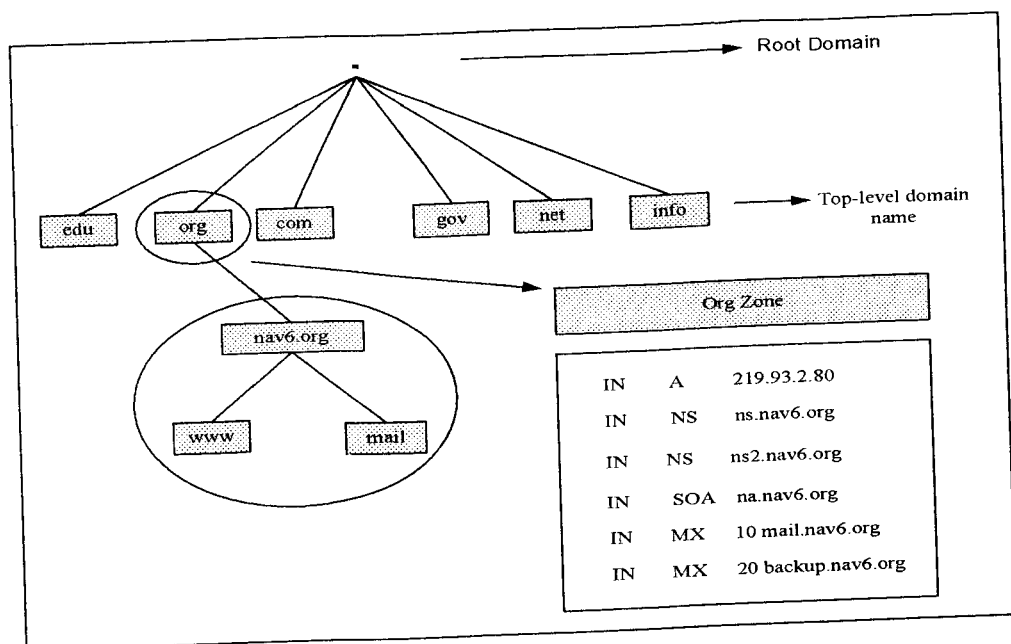 .
Root Domain
edu
org
com
gov
net
info
Top-level domain
name
Org Zone
nav6.org
www
mail
IN A 219.93.2.80
IN NS ns.nav6.org
IN NS ns2.nav6.org
IN SOA na.nav6.org
IN MX 10 mail.nav6.org
IN MX 20 backup.nav6.org